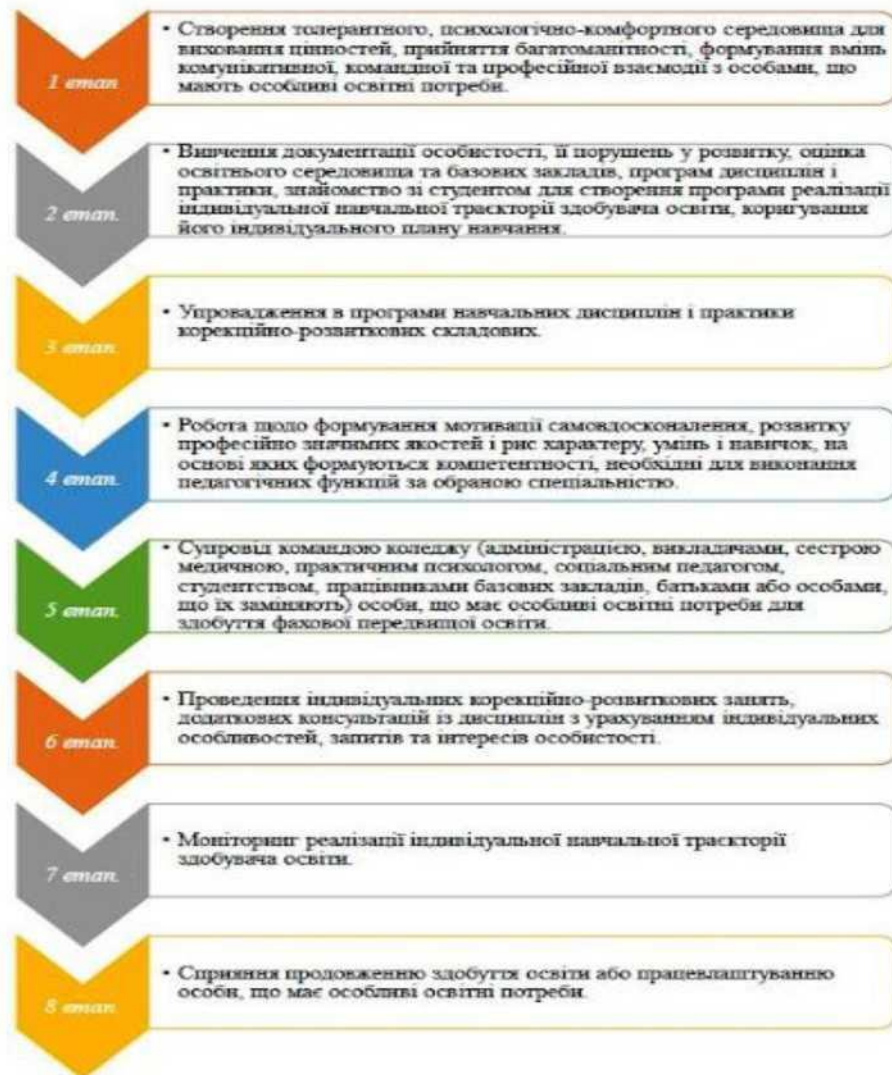 1 етап.
• Створення толерантного, психологічно-комфортного середовища для
виховання цінностей, прийняття багатоманітності, формування вмінь
комунікативної, командної та професійної взаємодії з особами, що
мають особливі освітні потреби.
2 етап.
• Вивчення документації особистості, її порушень у розвитку, оцінка
освітнього середовища та базових закладів, програм дисциплін і
практики, знайомство зі студентом для створення програми реалізації
індивідуальної навчальної траєкторії здобувача освіти, коригування
його індивідуального плану навчання.
3 етап.
• Упровадження в програми навчальних дисциплін і практики
корекційно-розвиткових складових.
4 етап.
• Робота щодо формування мотивації самовдосконалення, розвитку
професійно значимих якостей і рис характеру, умінь і навичок, на
основі яких формуються компетентності, необхідні для виконання
педагогічних функцій за обраною спеціальністю.
5 етап.
• Супровід командою коледжу (адміністрацією, викладачами, сестрою
медичною, практичним психологом, соціальним педагогом,
студентством, працівниками базових закладів, батьками або особами,
що їх заміняють) особи, що має особливі освітні потреби для
здобуття фахової передвищої освіти.
6 етап.
• Проведення індивідуальних корекційно-розвиткових занять,
додаткових консультацій із дисциплін з урахуванням індивідуальних
особливостей, запитів та інтересів особистості.
7 етап.
• Моніторинг реалізації індивідуальної навчальної траєкторії
здобувача освіти.
8 етап.
• Сприяння продовженню здобуття освіти або працевлаштуванню
особи, що має особливі освітні потреби.